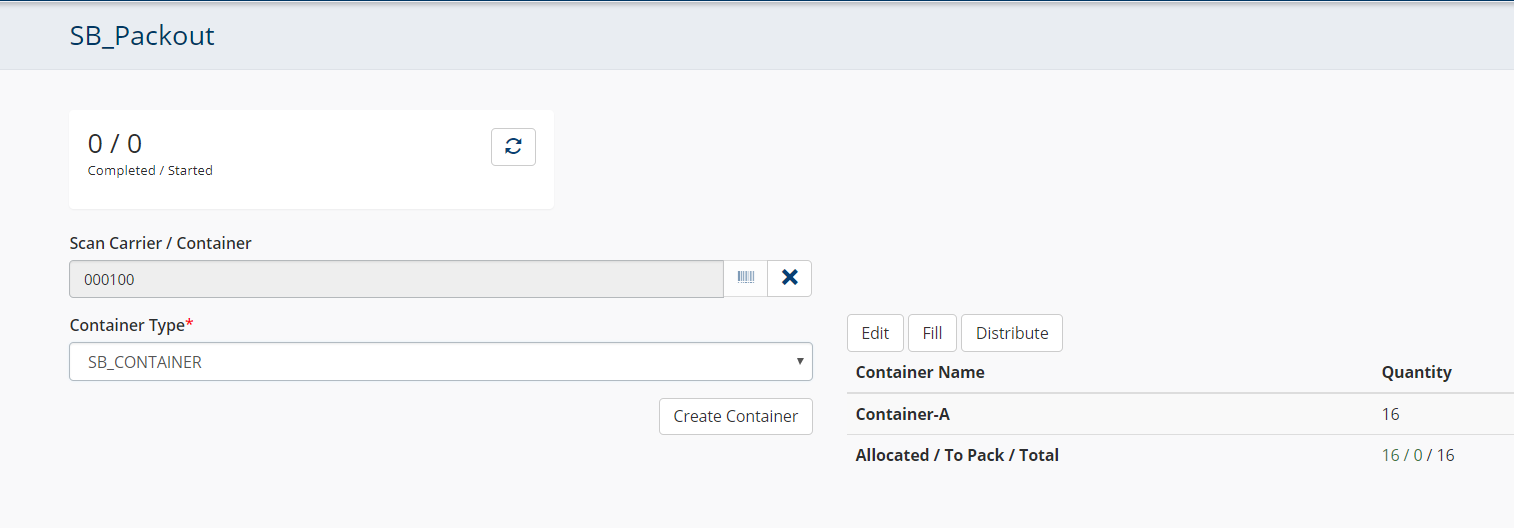 SB_Packout
0 / 0
Completed / Started
Scan Carrier / Container
000100
Container Type*
SB_CONTAINER
Create Container
Edit Fill Distribute
Container Name Quantity
Container-A 16
Allocated / To Pack / Total 16 / 0 / 16